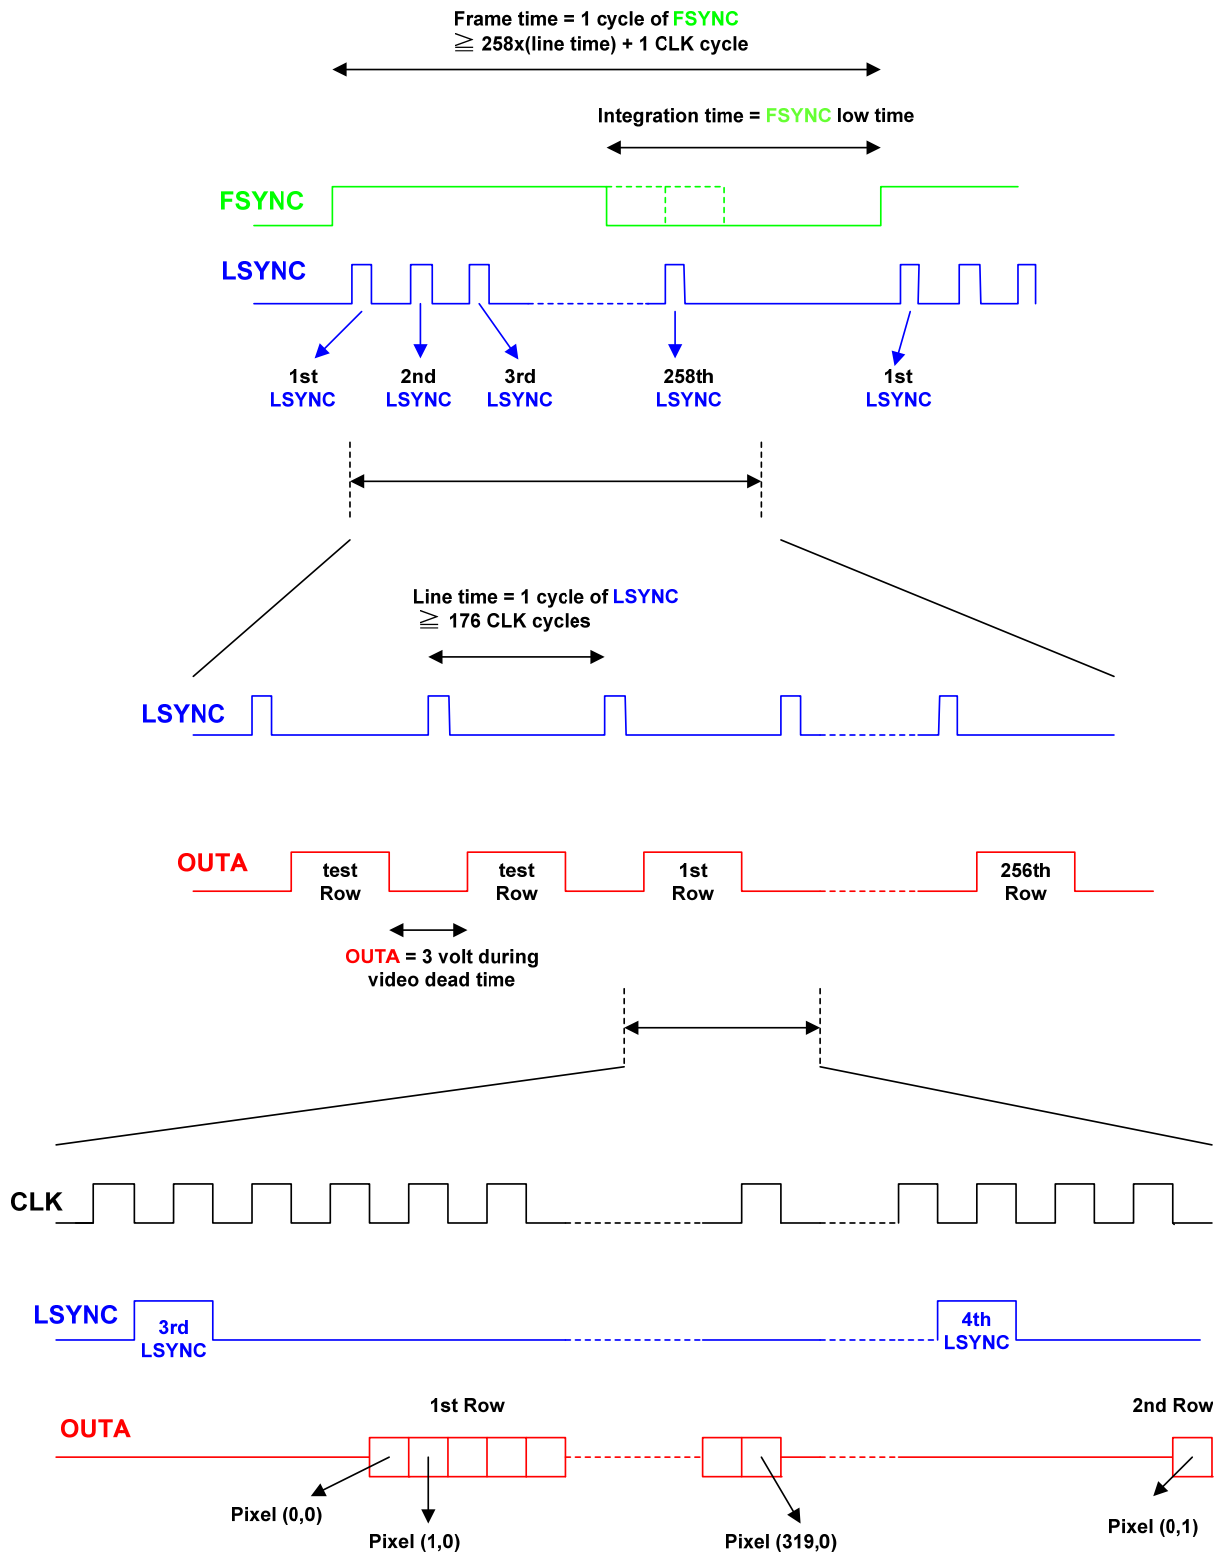 Frame time = 1 cycle of FSYNC
≧ 258x(line time) + 1 CLK cycle
Integration time = FSYNC low time
FSYNC
LSYNC
1st
LSYNC
2nd
LSYNC
3rd
LSYNC
258th
LSYNC
1st
LSYNC
Line time = 1 cycle of LSYNC
≧ 176 CLK cycles
LSYNC
OUTA
test
Row
test
Row
1st
Row
256th
Row
OUTA = 3 volt during
video dead time
CLK
LSYNC
3rd
LSYNC
4th
LSYNC
1st Row
2nd Row
OUTA
Pixel (0,0)
Pixel (1,0)
Pixel (319,0)
Pixel (0,1)